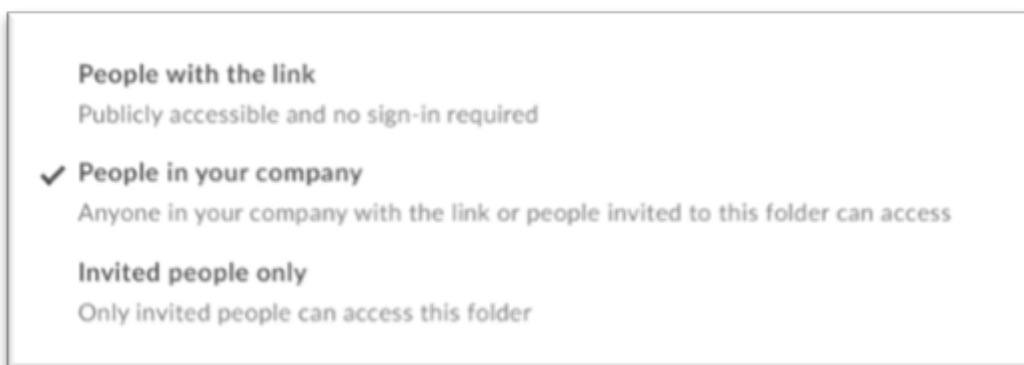 People with the link
Publicly accessible and no sign-in required
People in your company
Anyone in your company with the link or people invited to this folder can access
Invited people only
Only invited people can access this folder